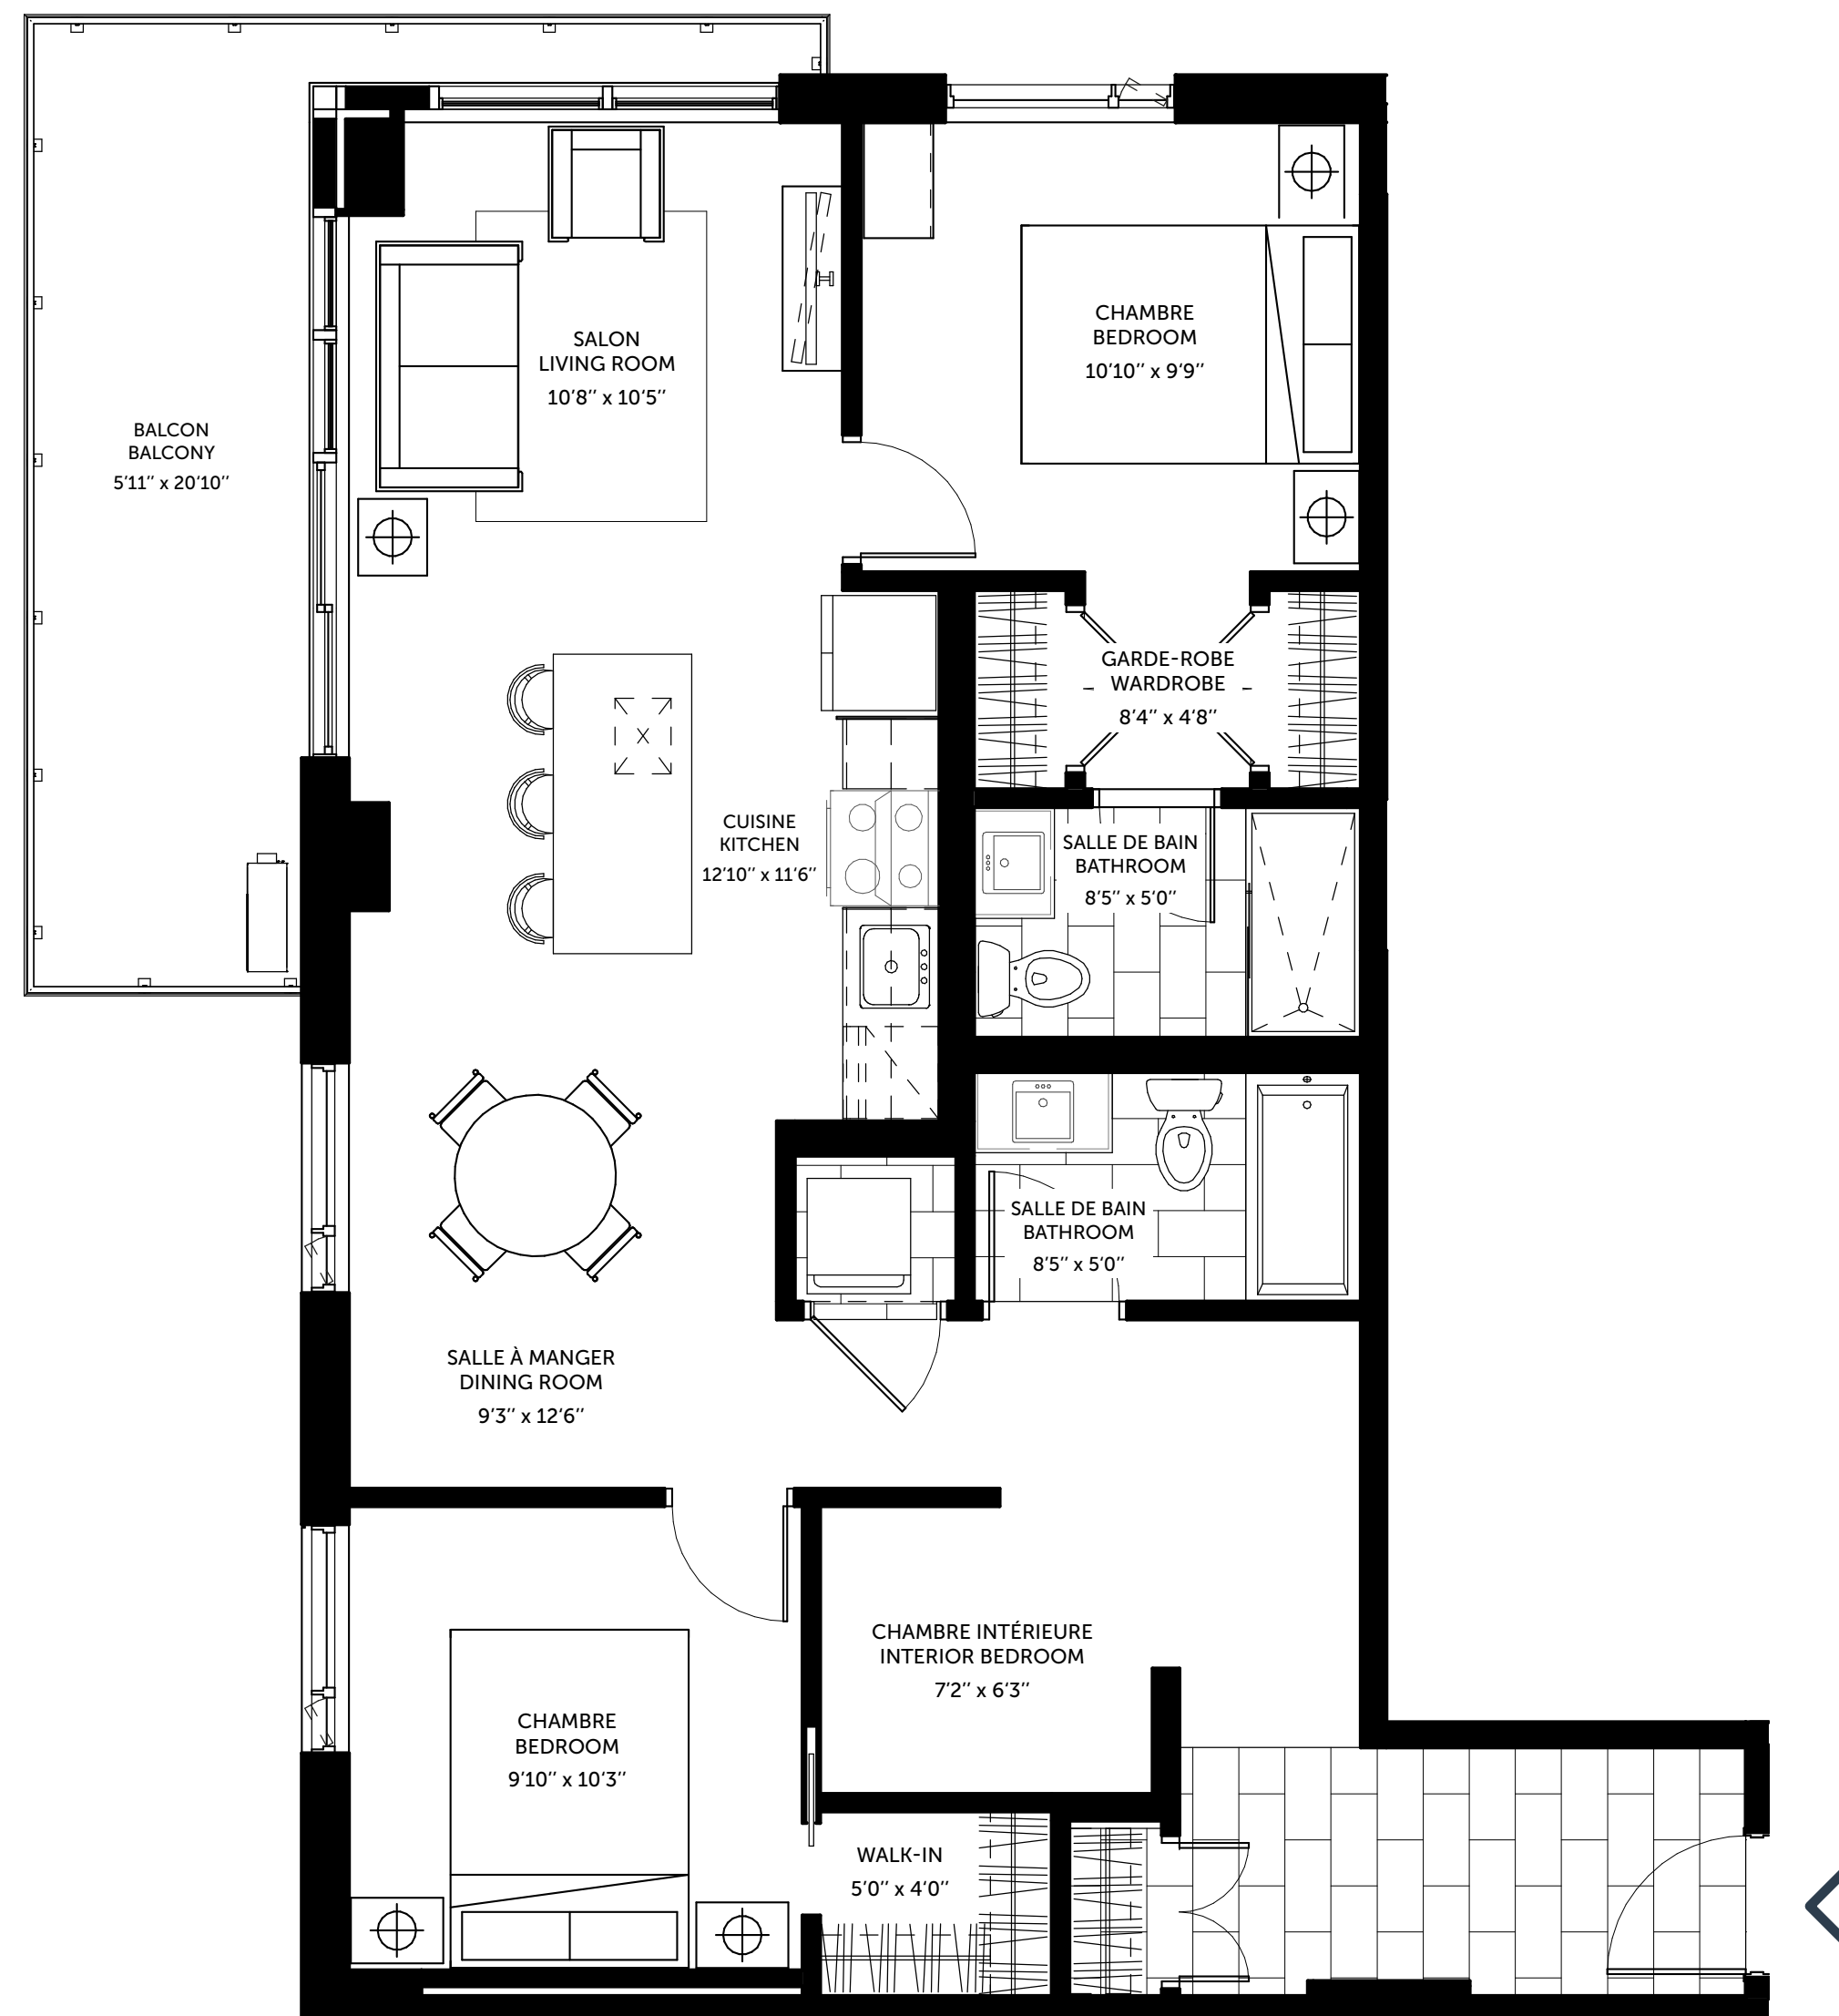 BALCON
BALCONY
5'11'' x 20'10''
SALON
LIVING ROOM
10'8'' x 10'5''
CHAMBRE
BEDROOM
10'10'' x 9'9''
GARDE-ROBE
WARDROBE
8'4'' x 4'8''
CUISINE
KITCHEN
12'10'' x 11'6''
SALLE DE BAIN
BATHROOM
8'5'' x 5'0''
SALLE DE BAIN
BATHROOM
8'5'' x 5'0''
SALLE À MANGER
DINING ROOM
9'3'' x 12'6''
CHAMBRE INTÉRIEURE
INTERIOR BEDROOM
7'2'' x 6'3''
CHAMBRE
BEDROOM
9'10'' x 10'3''
WALK-IN
5'0'' x 4'0''